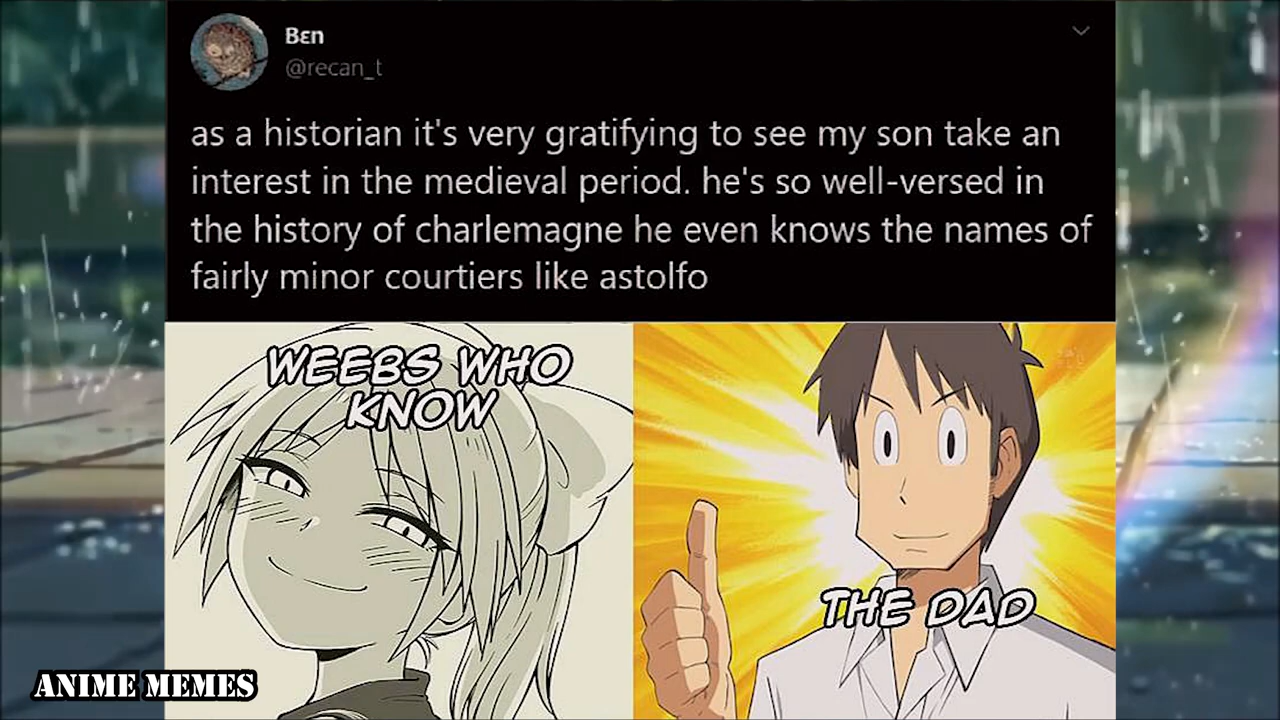 Bɛn
@recan_t
as a historian it's very gratifying to see my son take an
interest in the medieval period. he's so well-versed in
the history of charlemagne he even knows the names of
fairly minor courtiers like astolfo
WEEBS WHO
KNOW
THE DAD
ANIME MEMES